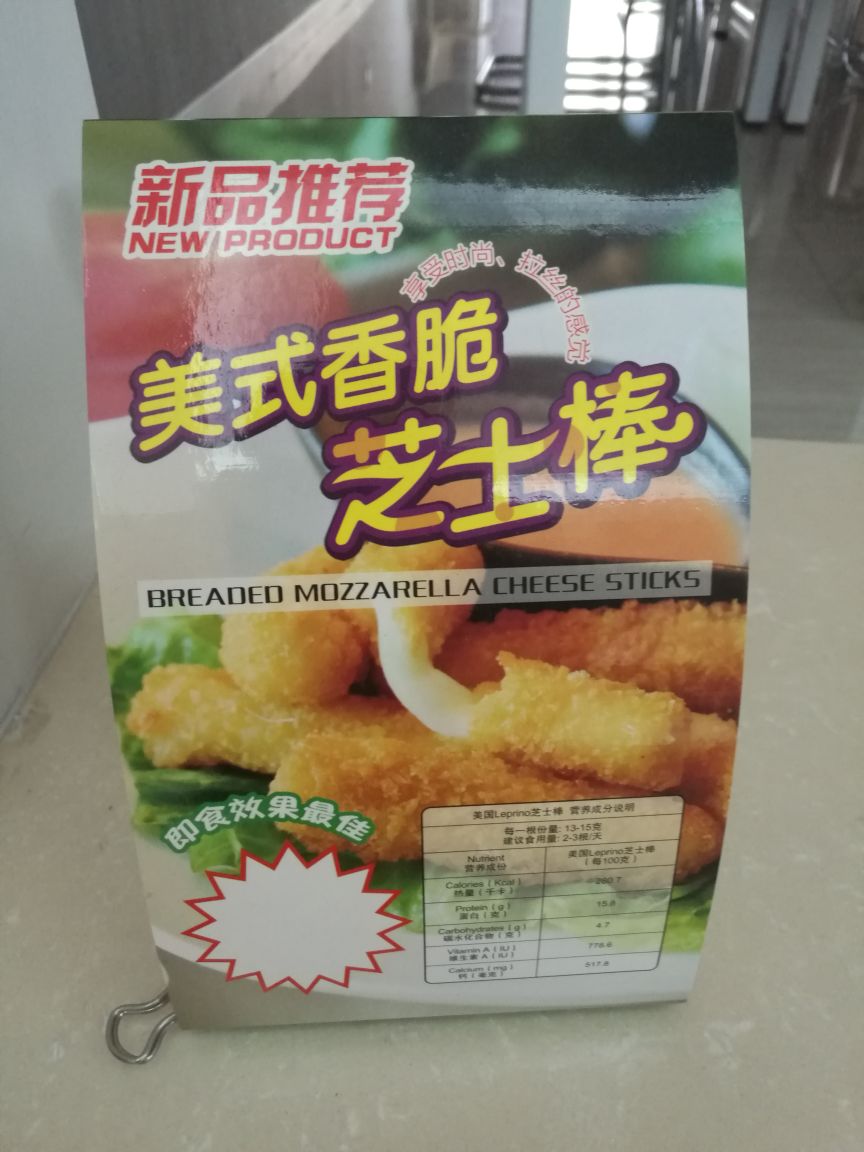 新品推荐
NEW PRODUCT
享受时尚、拉丝的感觉
美式香脆
芝士棒
BREADED MOZZARELLA CHEESE STICKS
即食效果最佳
美国Leprino芝士棒 营养成分说明
每一根份量: 13-15克
建议食用量: 2-3根/天
Nutrient
营养成份
美国Leprino芝士棒
(每100克)
Calories ( Kcal )
热量 ( 千卡 )
280.7
Protein ( g )
蛋白 ( 克 )
15.8
Carbohydrates ( g )
碳水化合物 ( 克 )
4.7
Vitamin A ( IU )
维生素 A ( IU )
778.6
Calcium ( mg )
钙 ( 毫克 )
517.8